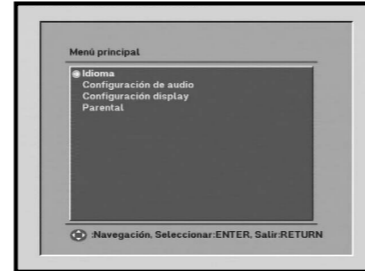 Menú principal
Idioma
Configuración de audio
Configuración display
Parental
:Navegación, Seleccionar:ENTER, Salir:RETURN